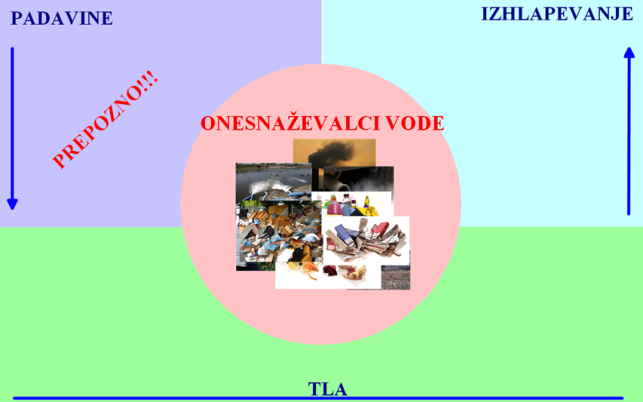 PADAVINE
IZHLAPEVANJE
PREPOZNO!!!
ONESNAŽEVALCI VODE
TLA